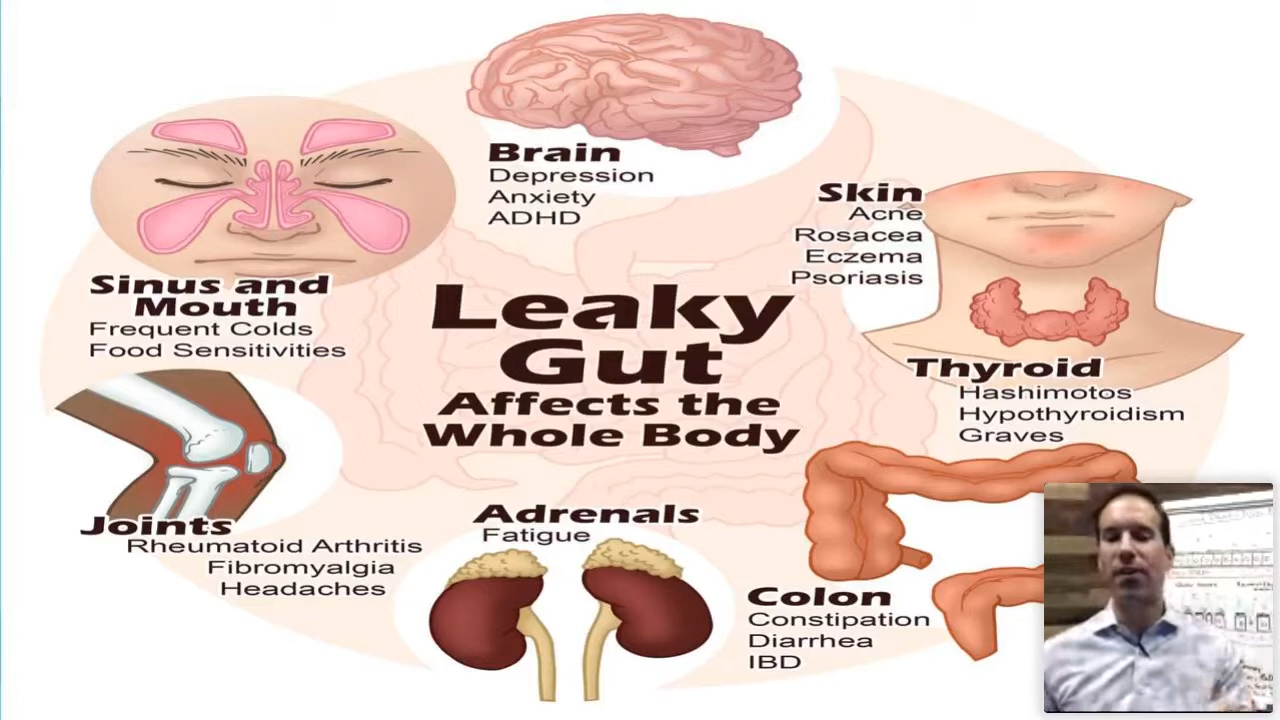 Brain
Depression
Anxiety
ADHD
Skin
Acne
Rosacea
Eczema
Psoriasis
Sinus and
Mouth
Frequent Colds
Food Sensitivities
Leaky
Gut
Affects the
Whole Body
Thyroid
Hashimotos
Hypothyroidism
Graves
Joints
Rheumatoid Arthritis
Fibromyalgia
Headaches
Adrenals
Fatigue
Colon
Constipation
Diarrhea
IBD